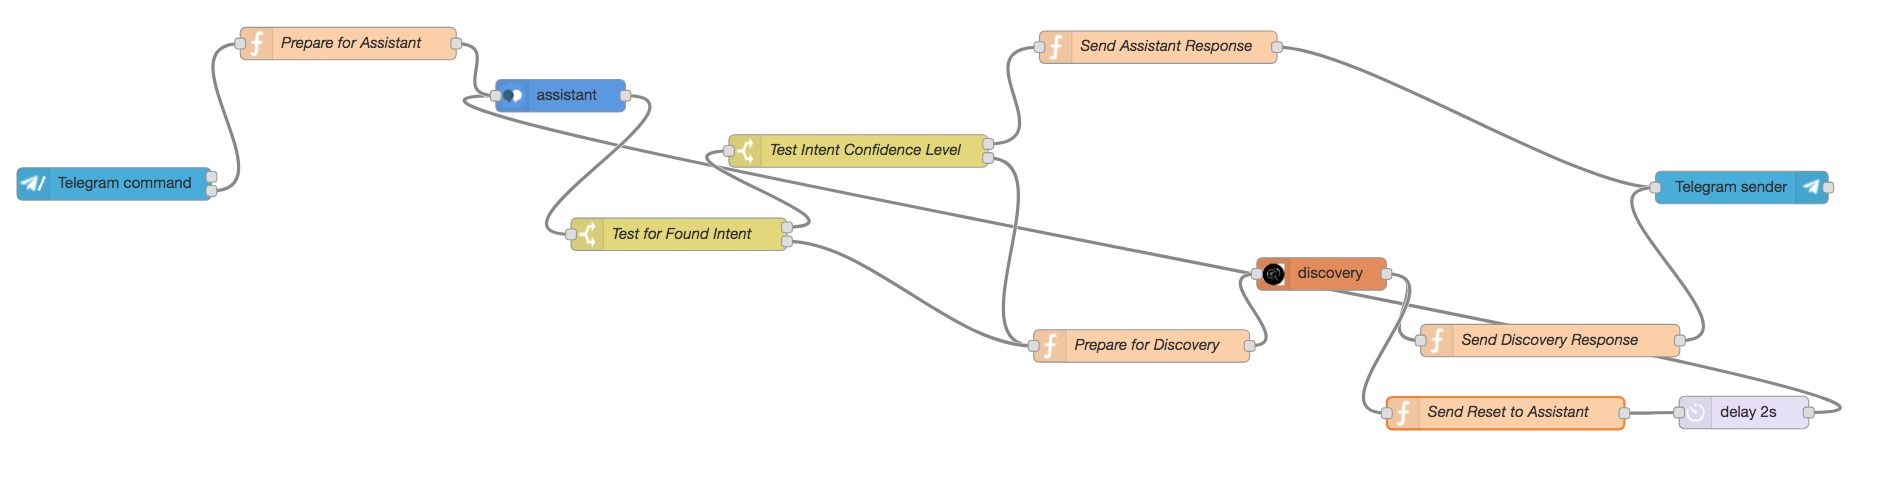 Prepare for Assistant
Send Assistant Response
assistant
Test Intent Confidence Level
Telegram command
Telegram sender
Test for Found Intent
discovery
Prepare for Discovery
Send Discovery Response
Send Reset to Assistant
delay 2s